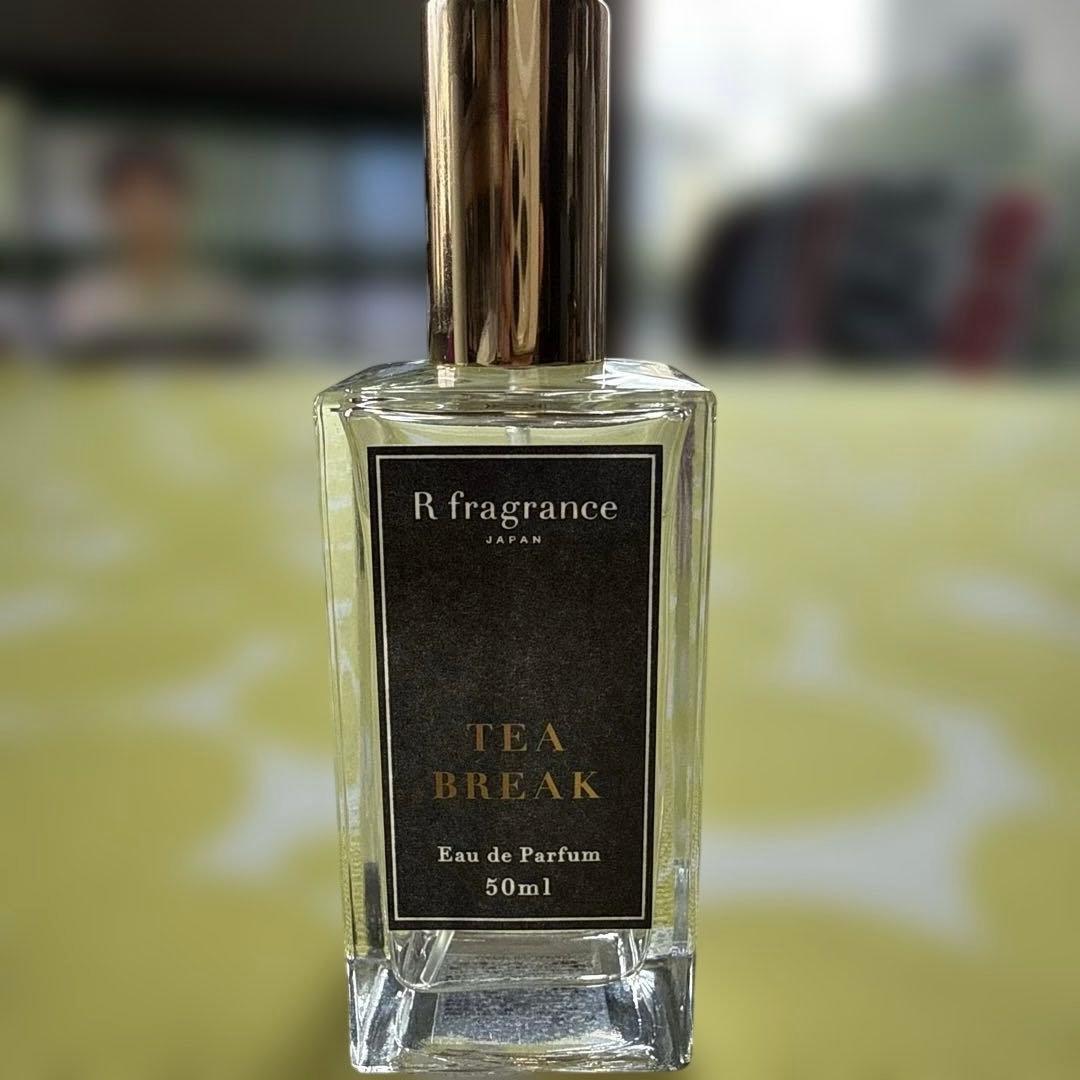 R fragrance
JAPAN
TEA
BREAK
Eau de Parfum
50ml